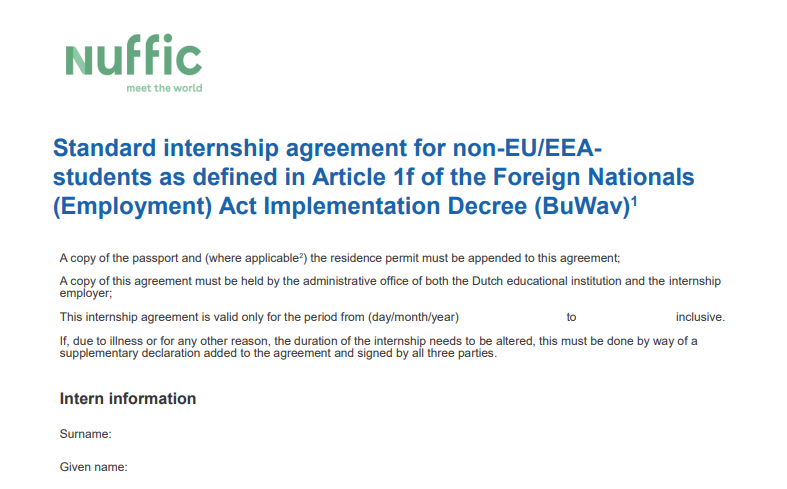 Nuffic
meet the world
Standard internship agreement for non-EU/EEA-
students as defined in Article 1f of the Foreign Nationals
(Employment) Act Implementation Decree (BuWav)¹
A copy of the passport and (where applicable²) the residence permit must be appended to this agreement;
A copy of this agreement must be held by the administrative office of both the Dutch educational institution and the internship
employer;
This internship agreement is valid only for the period from (day/month/year) to inclusive.
If, due to illness or for any other reason, the duration of the internship needs to be altered, this must be done by way of a
supplementary declaration added to the agreement and signed by all three parties.
Intern information
Surname:
Given name: